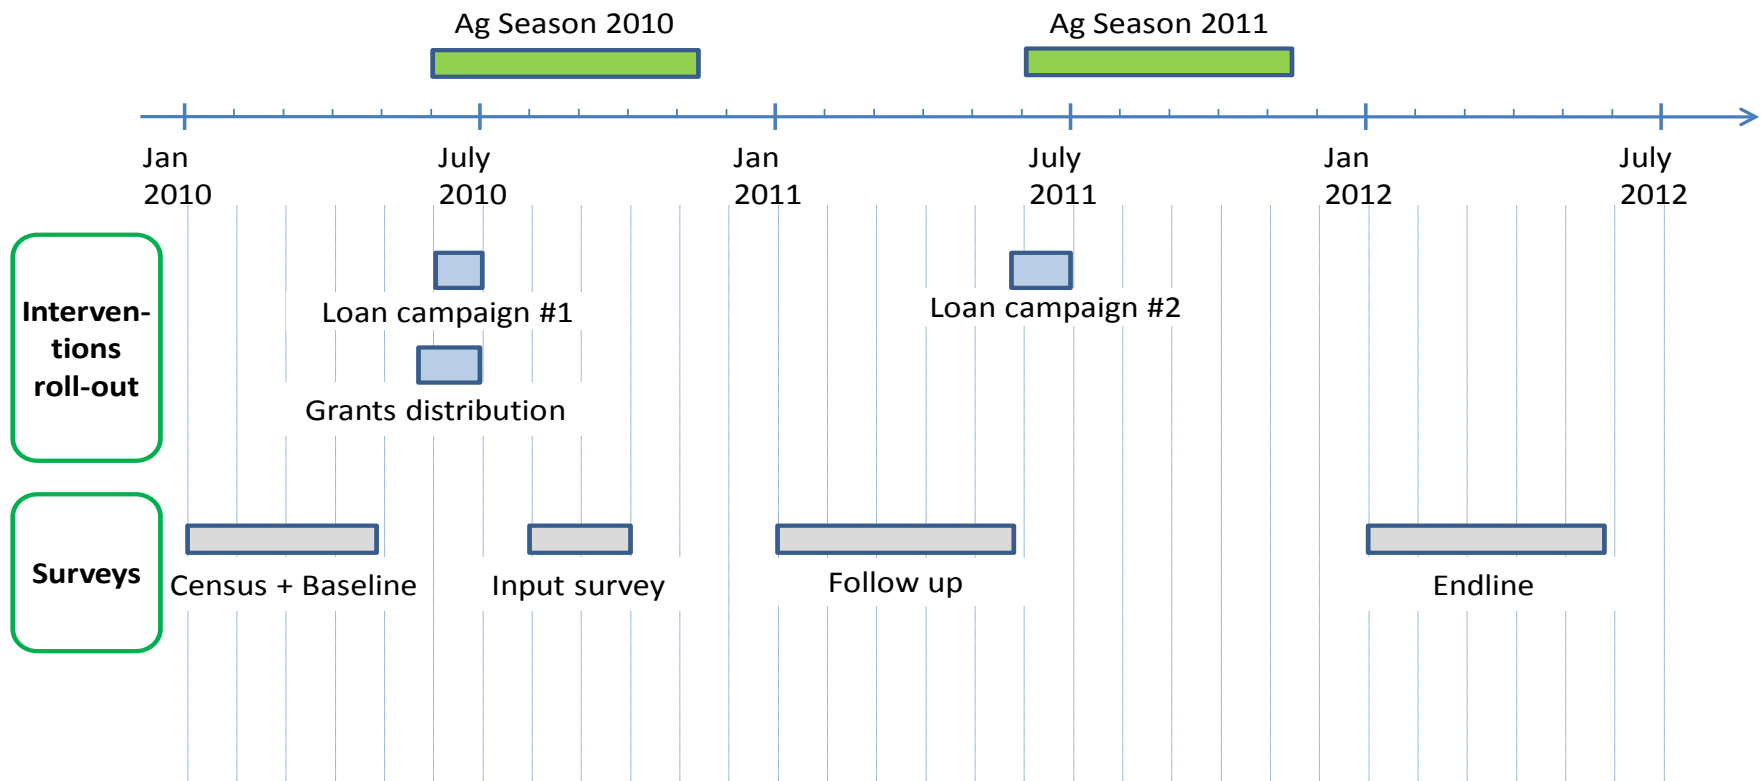 Ag Season 2010
Ag Season 2011
Jan
2010
July
2010
Jan
2011
July
2011
Jan
2012
July
2012
Interven-
tions
roll-out
Loan campaign #1
Loan campaign #2
Grants distribution
Surveys
Census + Baseline
Input survey
Follow up
Endline